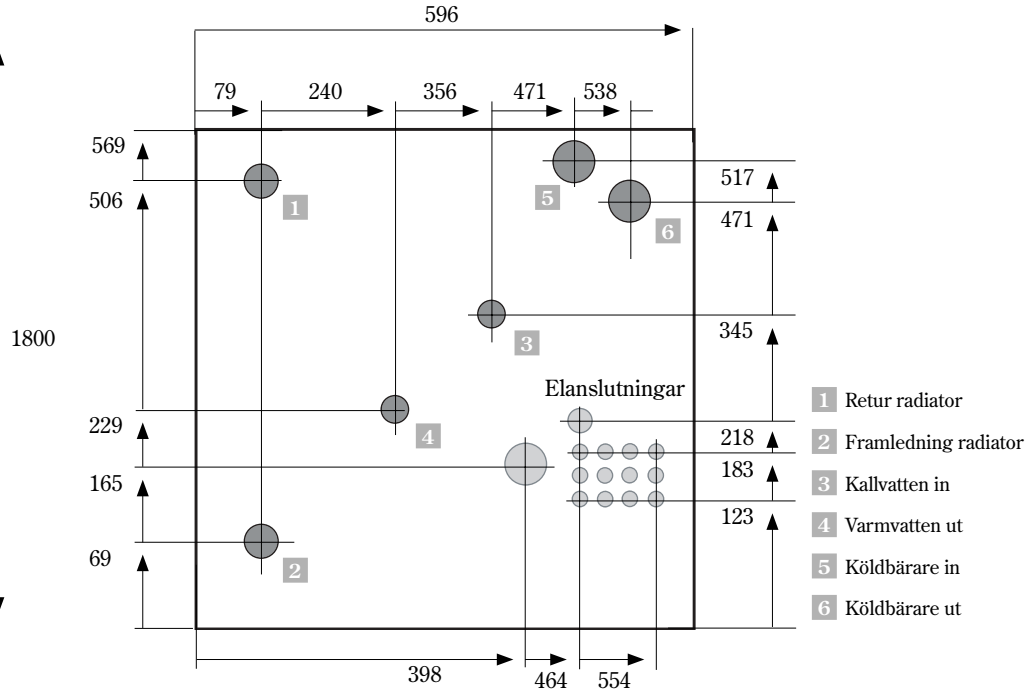 596
79 240 356 471 538
569
506
1
5
6
517
471
1800
3
345
Elanslutningar
4
229
165
218
183
123
69
2
398 464 554
1 Retur radiator
2 Framledning radiator
3 Kallvatten in
4 Varmvatten ut
5 Köldbärare in
6 Köldbärare ut